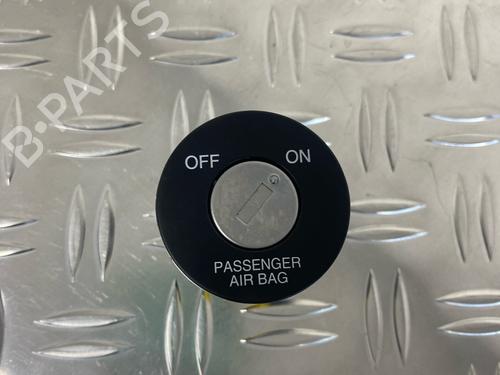 B-PARTS
OFF ON
PASSENGER
AIR BAG